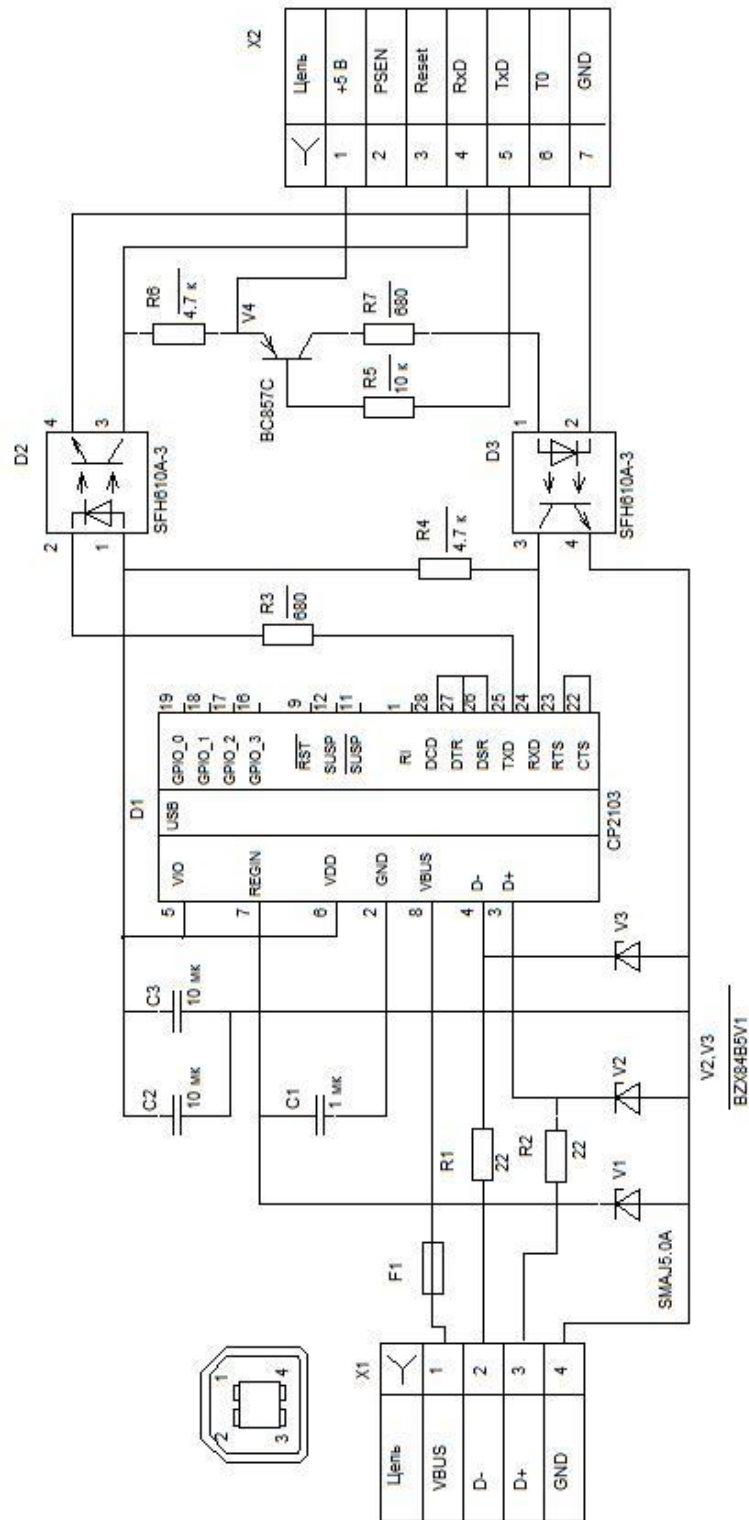 X1
Цепь
VBUS 1
D- 2
D+ 3
GND 4
2 1
3 4
F1
R1
22
R2
22
V1
SMAJ5.0A
V2
V3
V2,V3
BZX84B5V1
C1
1 мк
C2
10 мк
C3
10 мк
D1
USB
CP2103
5 VIO
7 REGIN
6 VDD
2 GND
8 VBUS
4 D-
3 D+
GPIO_0 19
GPIO_1 18
GPIO_2 17
GPIO_3 16
RST 9
SUSP 12
SUSP 11
RI 1
DCD 28
DTR 27
DSR 26
TXD 25
RXD 24
RTS 23
CTS 22
R3
680
R4
4.7 к
D2
2 4
1 3
SFH610A-3
D3
3 1
4 2
SFH610A-3
R6
4.7 к
V4
BC857C
R5
10 к
R7
680
X2
Цепь
1 +5 В
2 PSEN
3 Reset
4 RxD
5 TxD
6 T0
7 GND